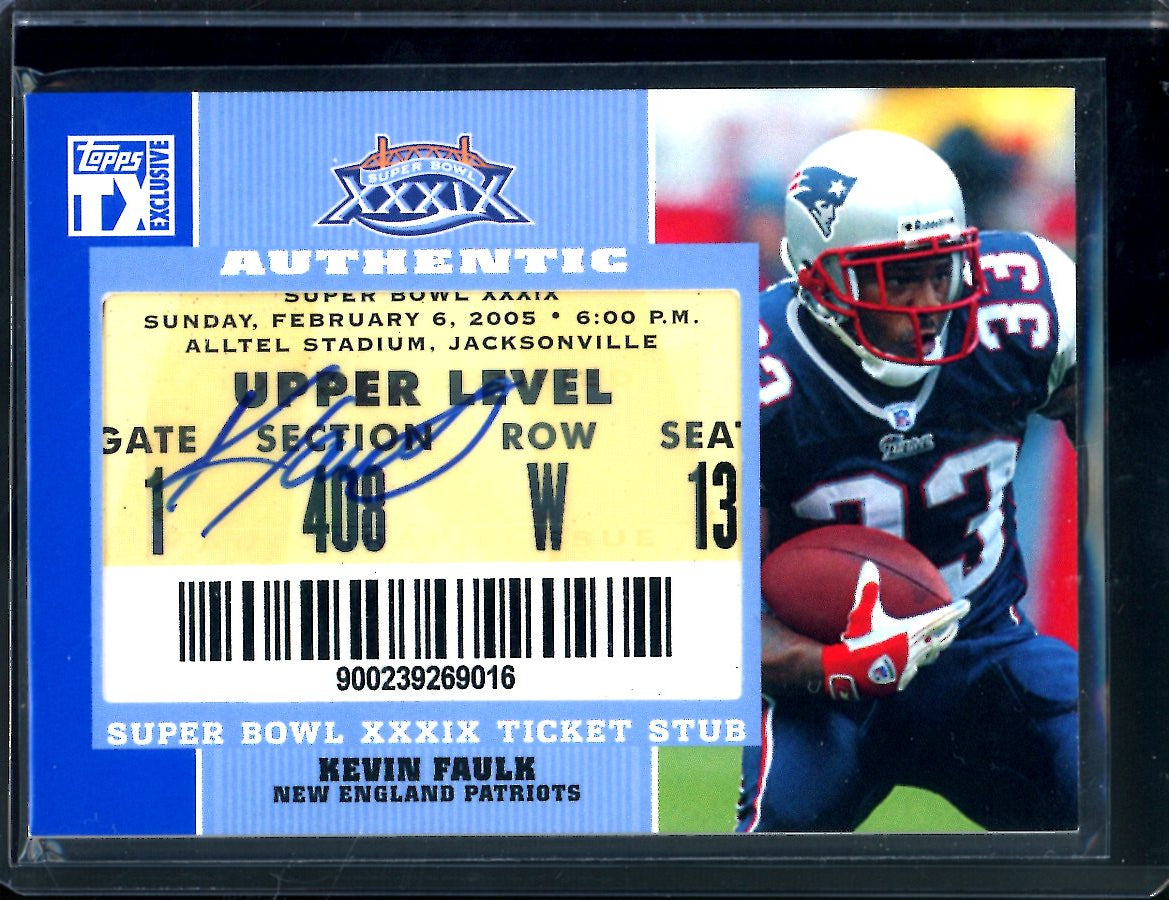 Topps
TX
EXCLUSIVE
SUPER BOWL
XXXIX
AUTHENTIC
SUPER BOWL XXXIX
SUNDAY, FEBRUARY 6, 2005 • 6:00 P.M.
ALLTEL STADIUM, JACKSONVILLE
UPPER LEVEL
GATE SECTION ROW SEAT
1 408 W 13
900239269016
SUPER BOWL XXXIX TICKET STUB
KEVIN FAULK
NEW ENGLAND PATRIOTS
Riddell
33
33